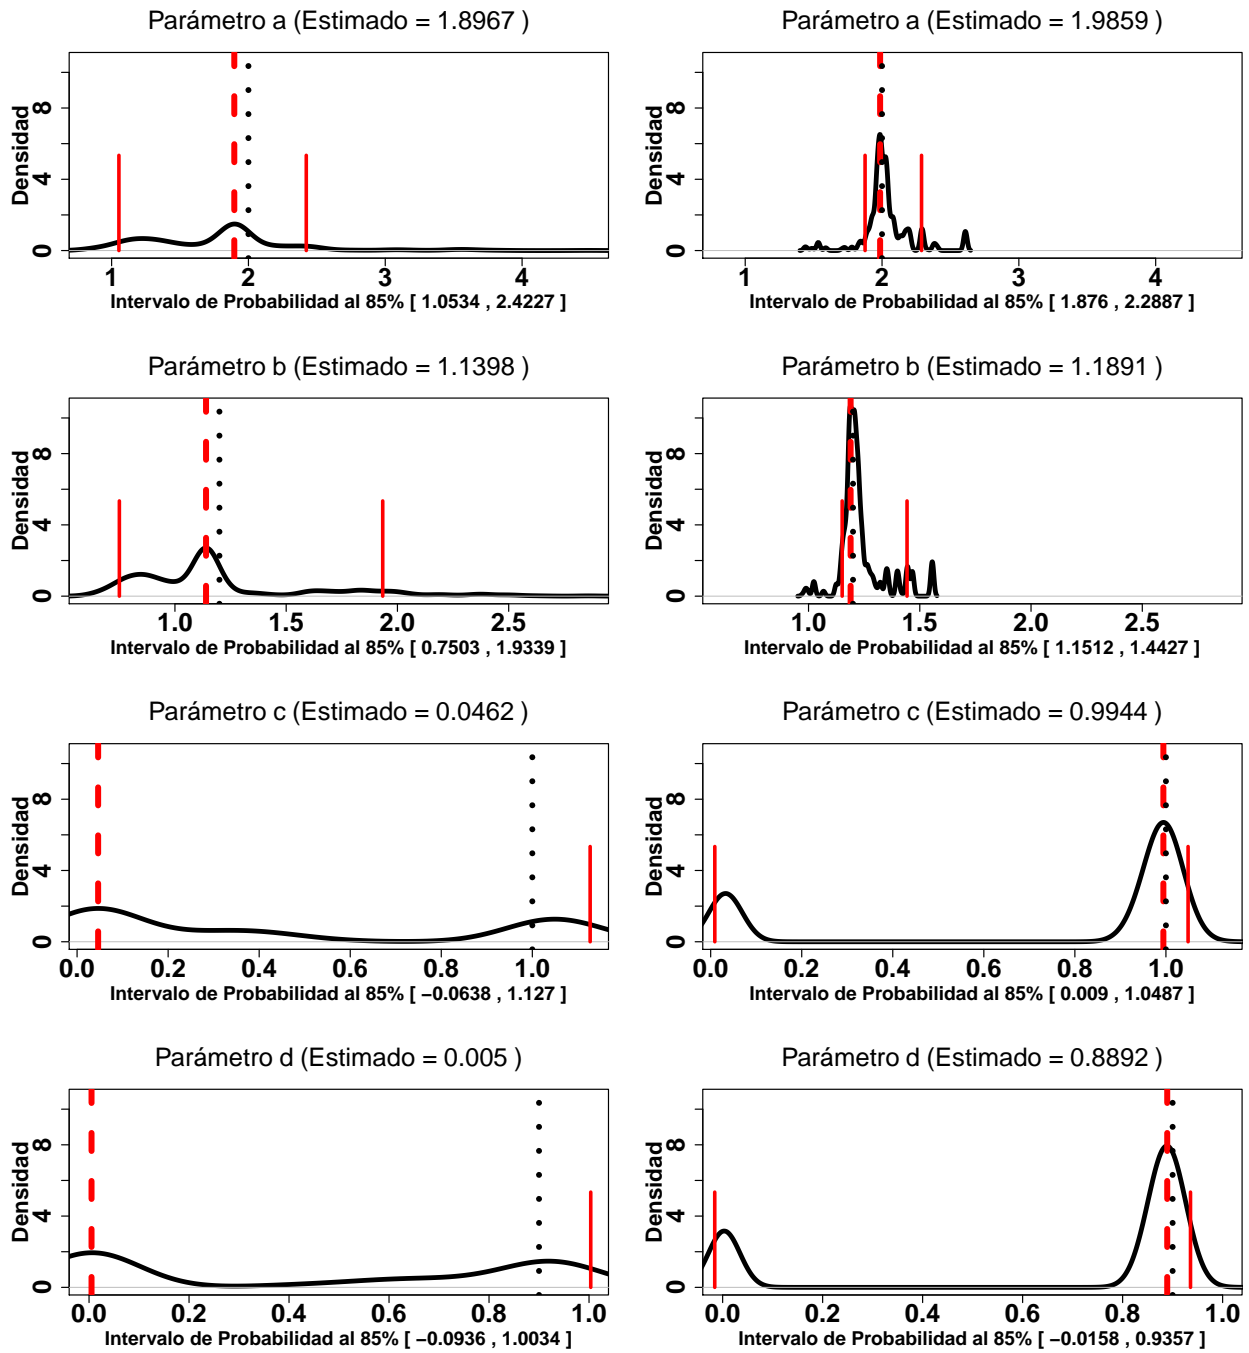 Parámetro a (Estimado = 1.8967 )
Densidad
0 4 8
1 2 3 4
Intervalo de Probabilidad al 85% [ 1.0534 , 2.4227 ]
Parámetro a (Estimado = 1.9859 )
Densidad
0 4 8
1 2 3 4
Intervalo de Probabilidad al 85% [ 1.876 , 2.2887 ]
Parámetro b (Estimado = 1.1398 )
Densidad
0 4 8
1.0 1.5 2.0 2.5
Intervalo de Probabilidad al 85% [ 0.7503 , 1.9339 ]
Parámetro b (Estimado = 1.1891 )
Densidad
0 4 8
1.0 1.5 2.0 2.5
Intervalo de Probabilidad al 85% [ 1.1512 , 1.4427 ]
Parámetro c (Estimado = 0.0462 )
Densidad
0 4 8
0.0 0.2 0.4 0.6 0.8 1.0
Intervalo de Probabilidad al 85% [ −0.0638 , 1.127 ]
Parámetro c (Estimado = 0.9944 )
Densidad
0 4 8
0.0 0.2 0.4 0.6 0.8 1.0
Intervalo de Probabilidad al 85% [ 0.009 , 1.0487 ]
Parámetro d (Estimado = 0.005 )
Densidad
0 4 8
0.0 0.2 0.4 0.6 0.8 1.0
Intervalo de Probabilidad al 85% [ −0.0936 , 1.0034 ]
Parámetro d (Estimado = 0.8892 )
Densidad
0 4 8
0.0 0.2 0.4 0.6 0.8 1.0
Intervalo de Probabilidad al 85% [ −0.0158 , 0.9357 ]